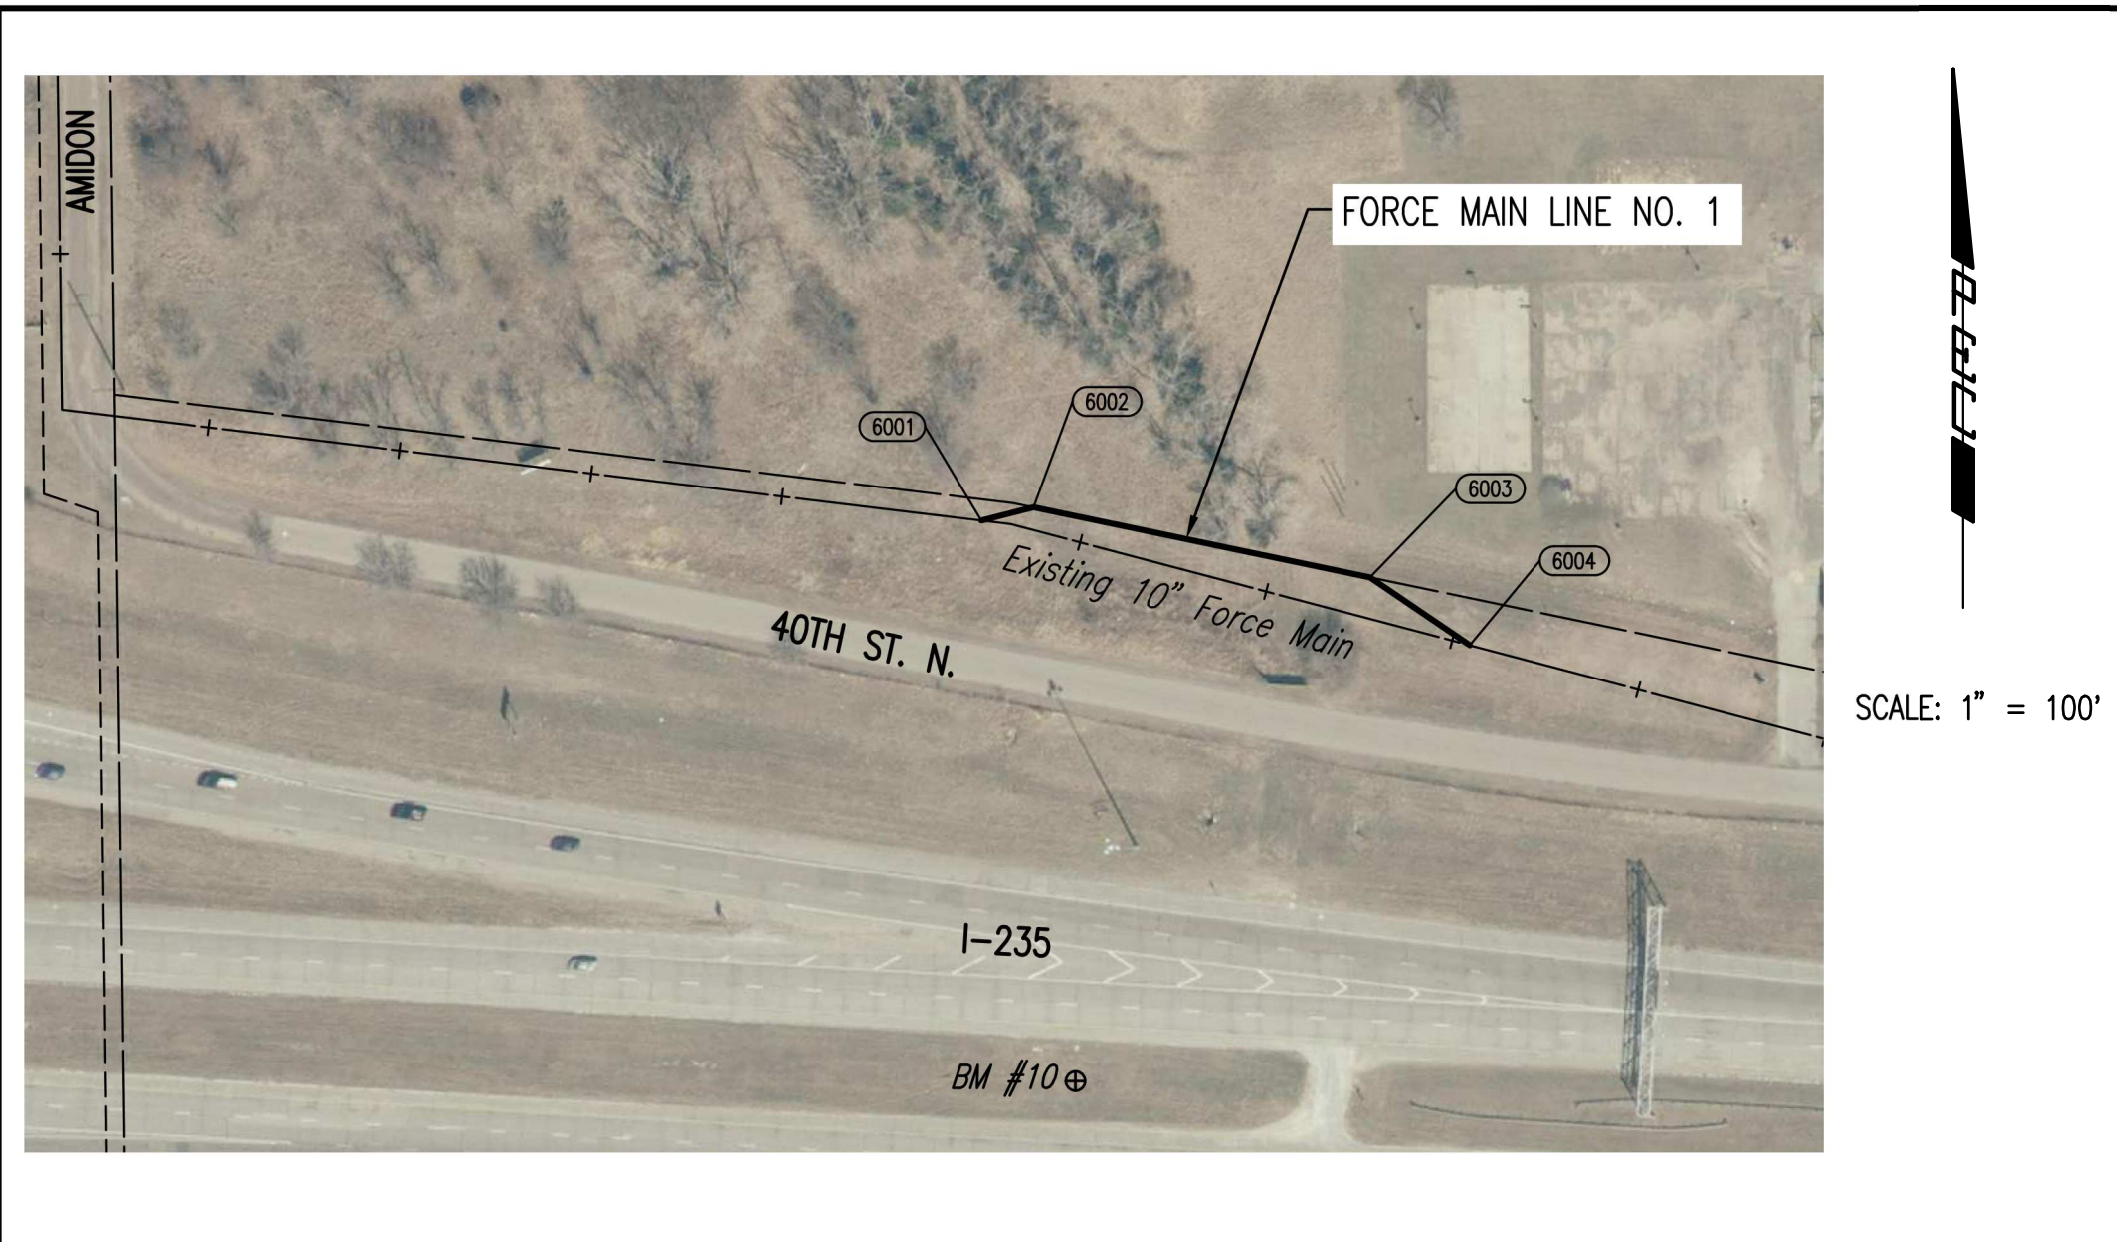 AMIDON
FORCE MAIN LINE NO. 1
6002
6001
6003
6004
Existing 10" Force Main
40TH ST. N.
SCALE: 1" = 100'
I-235
BM #10